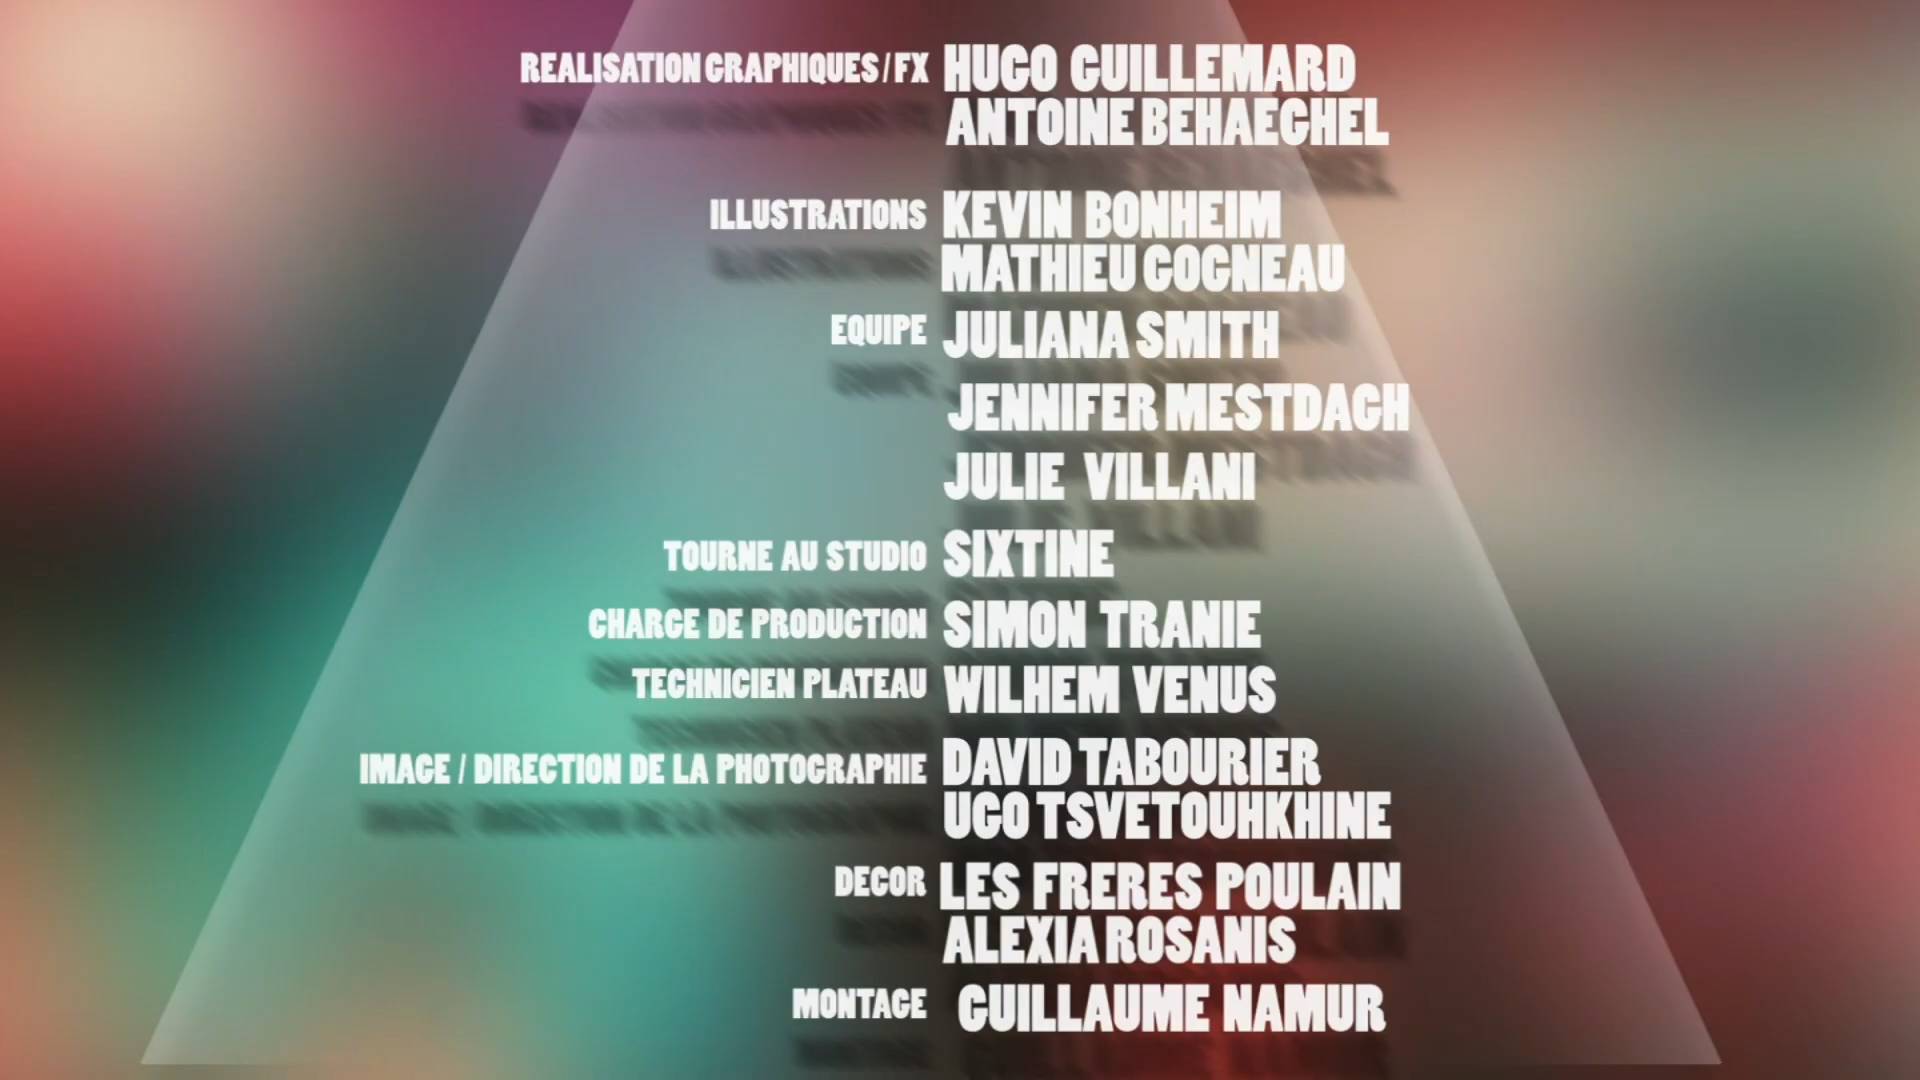 REALISATION GRAPHIQUES / FX HUGO GUILLEMARD
ANTOINE BEHAEGHEL
ILLUSTRATIONS KEVIN BONHEIM
MATHIEU GOGNEAU
EQUIPE JULIANA SMITH
JENNIFER MESTDAGH
JULIE VILLANI
TOURNE AU STUDIO SIXTINE
CHARGE DE PRODUCTION SIMON TRANIE
TECHNICIEN PLATEAU WILHEM VENUS
IMAGE / DIRECTION DE LA PHOTOGRAPHIE DAVID TABOURIER
UGO TSVETOUHKHINE
DECOR LES FRERES POULAIN
ALEXIA ROSANIS
MONTAGE GUILLAUME NAMUR